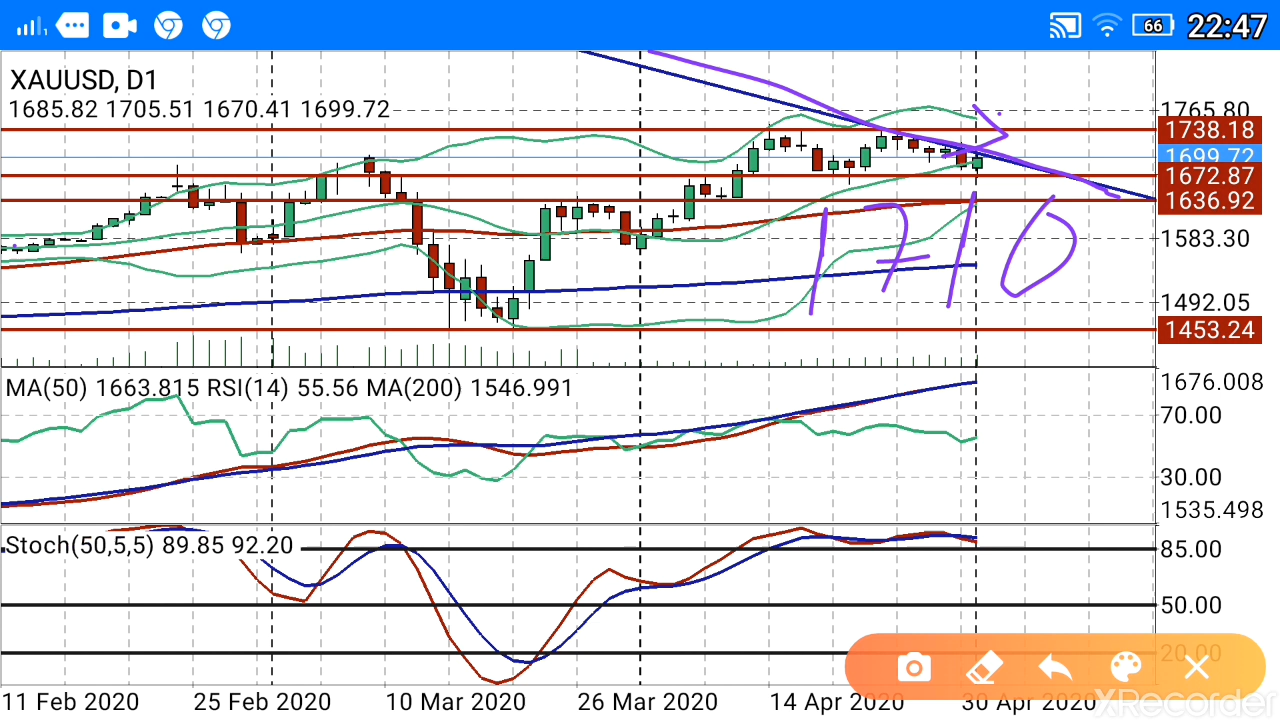 66 22:47
XAUUSD, D1
1685.82 1705.51 1670.41 1699.72
1765.80
1738.18
1699.72
1672.87
1636.92
1583.30
1710
1492.05
1453.24
MA(50) 1663.815 RSI(14) 55.56 MA(200) 1546.991
1676.008
70.00
30.00
1535.498
Stoch(50,5,5) 89.85 92.20
85.00
50.00
20.00
11 Feb 2020 25 Feb 2020 10 Mar 2020 26 Mar 2020 14 Apr 2020 30 Apr 2020
XRecorder